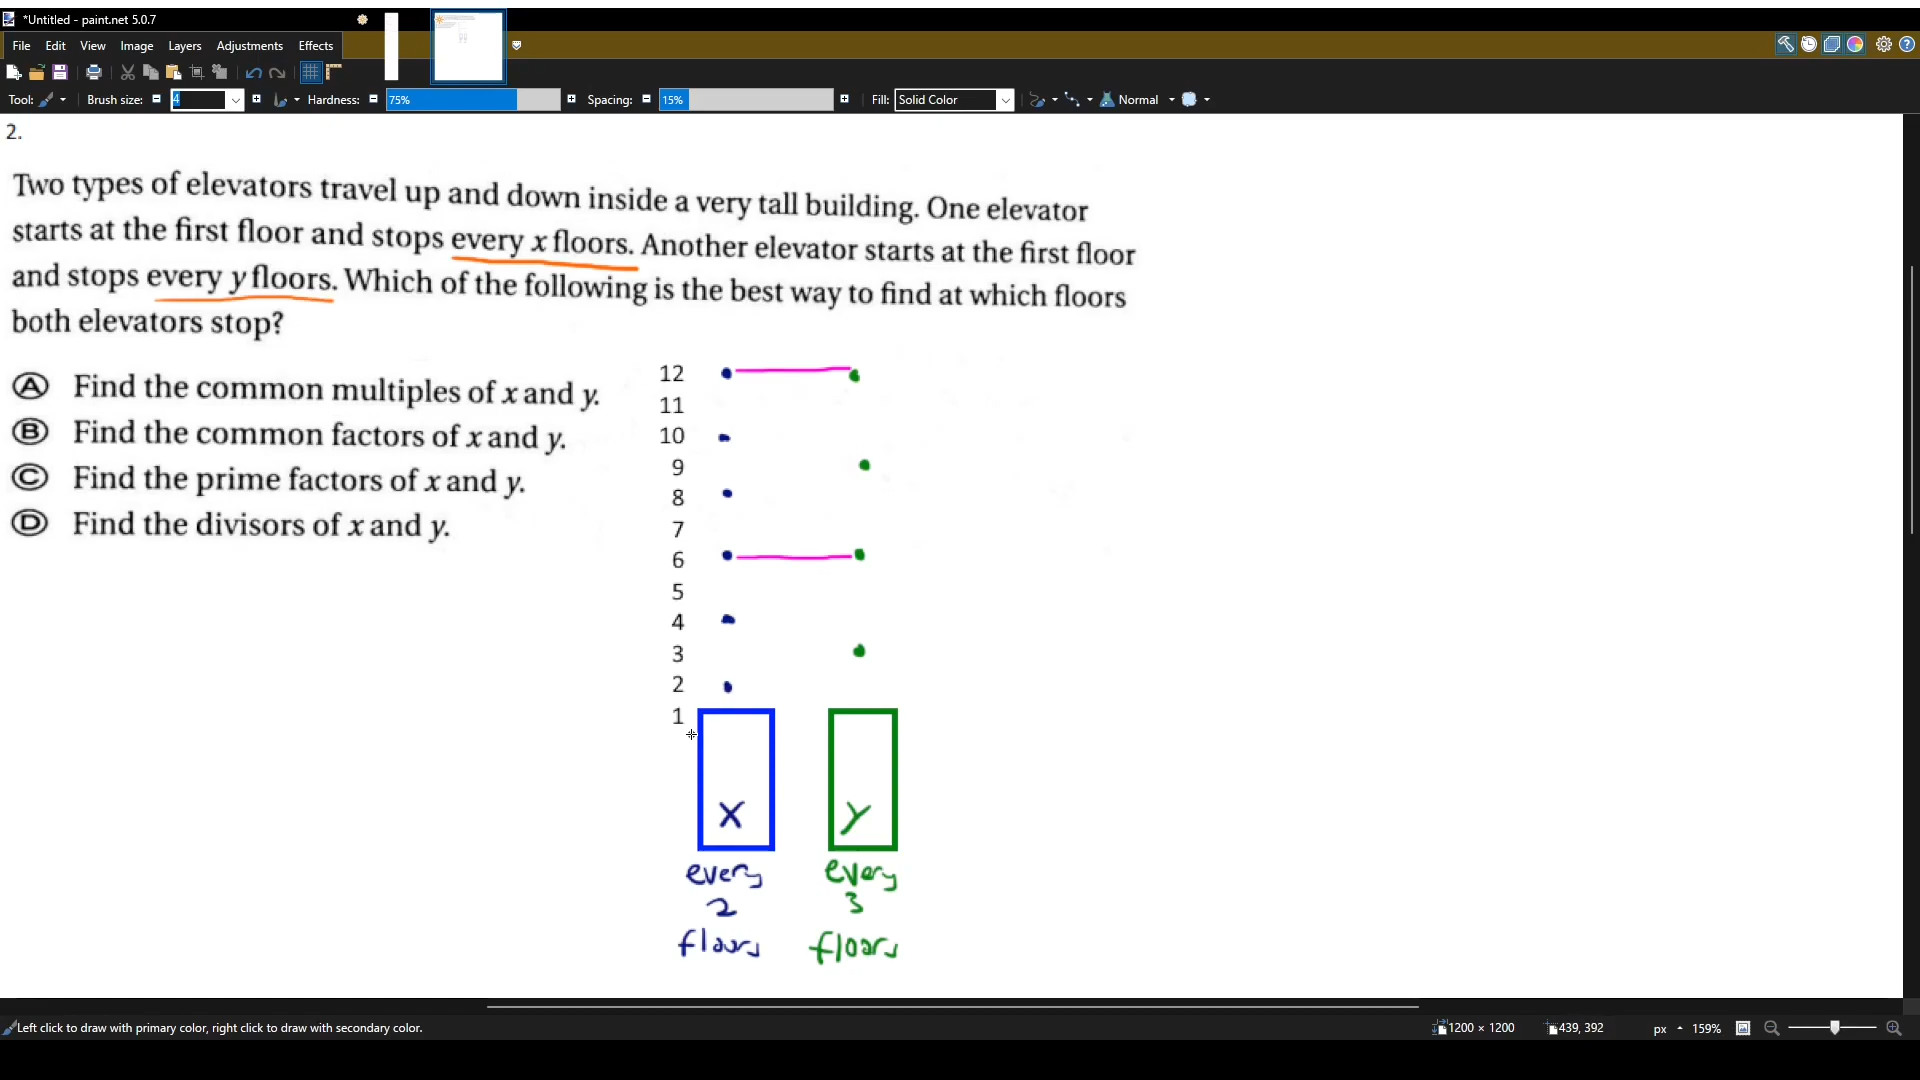 *Untitled - paint.net 5.0.7
File Edit View Image Layers Adjustments Effects
Tool: Brush size: 4 Hardness: 75% Spacing: 15% Fill: Solid Color Normal
2.
Two types of elevators travel up and down inside a very tall building. One elevator
starts at the first floor and stops every x floors. Another elevator starts at the first floor
and stops every y floors. Which of the following is the best way to find at which floors
both elevators stop?
A Find the common multiples of x and y.
B Find the common factors of x and y.
C Find the prime factors of x and y.
D Find the divisors of x and y.
12
11
10
9
8
7
6
5
4
3
2
1
X Y
every every
2 3
floors floors
Left click to draw with primary color, right click to draw with secondary color.
1200 × 1200 439, 392 px 159%